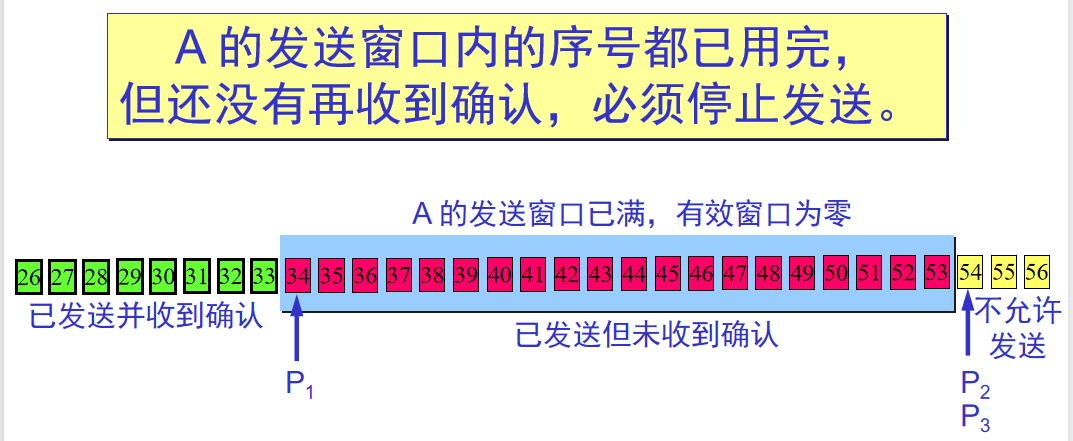 A 的发送窗口内的序号都已用完，
但还没有再收到确认，必须停止发送。
A 的发送窗口已满，有效窗口为零
26 27 28 29 30 31 32 33 34 35 36 37 38 39 40 41 42 43 44 45 46 47 48 49 50 51 52 53 54 55 56
已发送并收到确认
已发送但未收到确认
不允许
发送
P1
P2
P3